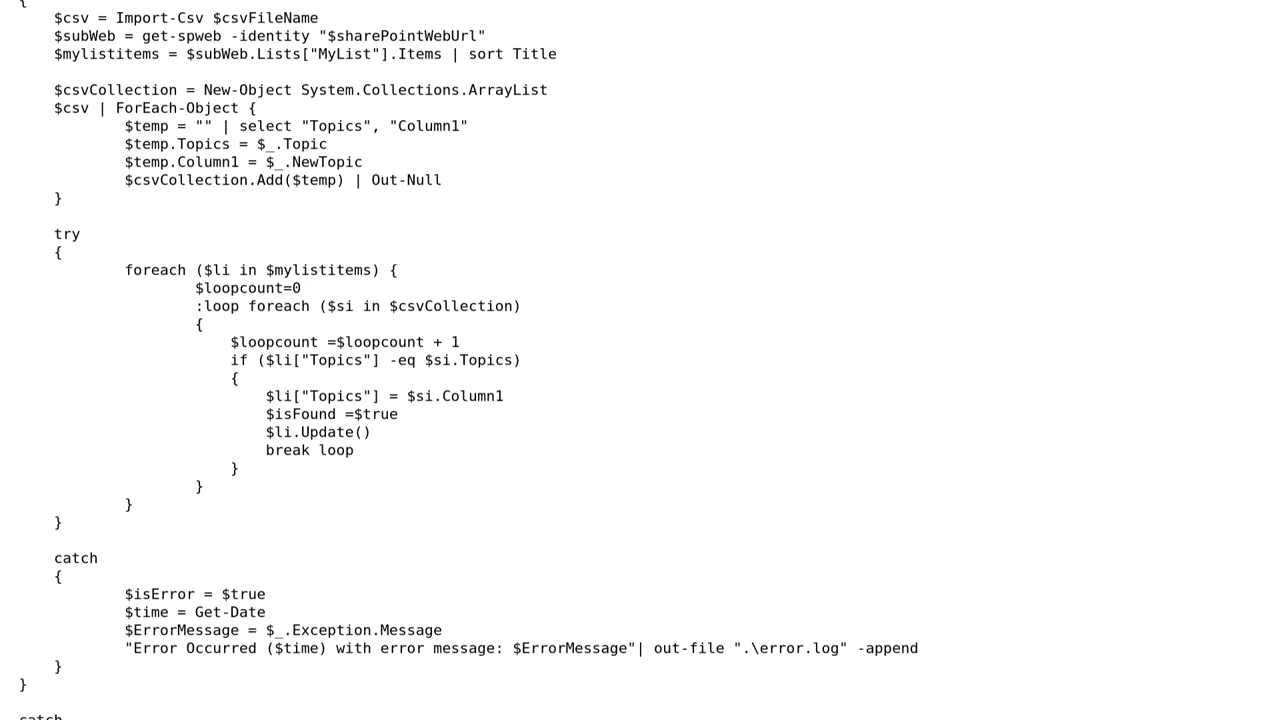 {
$csv = Import-Csv $csvFileName
$subWeb = get-spweb -identity "$sharePointWebUrl"
$mylistitems = $subWeb.Lists["MyList"].Items | sort Title
$csvCollection = New-Object System.Collections.ArrayList
$csv | ForEach-Object {
$temp = "" | select "Topics", "Column1"
$temp.Topics = $_.Topic
$temp.Column1 = $_.NewTopic
$csvCollection.Add($temp) | Out-Null
}
try
{
foreach ($li in $mylistitems) {
$loopcount=0
:loop foreach ($si in $csvCollection)
{
$loopcount =$loopcount + 1
if ($li["Topics"] -eq $si.Topics)
{
$li["Topics"] = $si.Column1
$isFound =$true
$li.Update()
break loop
}
}
}
}
catch
{
$isError = $true
$time = Get-Date
$ErrorMessage = $_.Exception.Message
"Error Occurred ($time) with error message: $ErrorMessage"| out-file ".\error.log" -append
}
}
catch